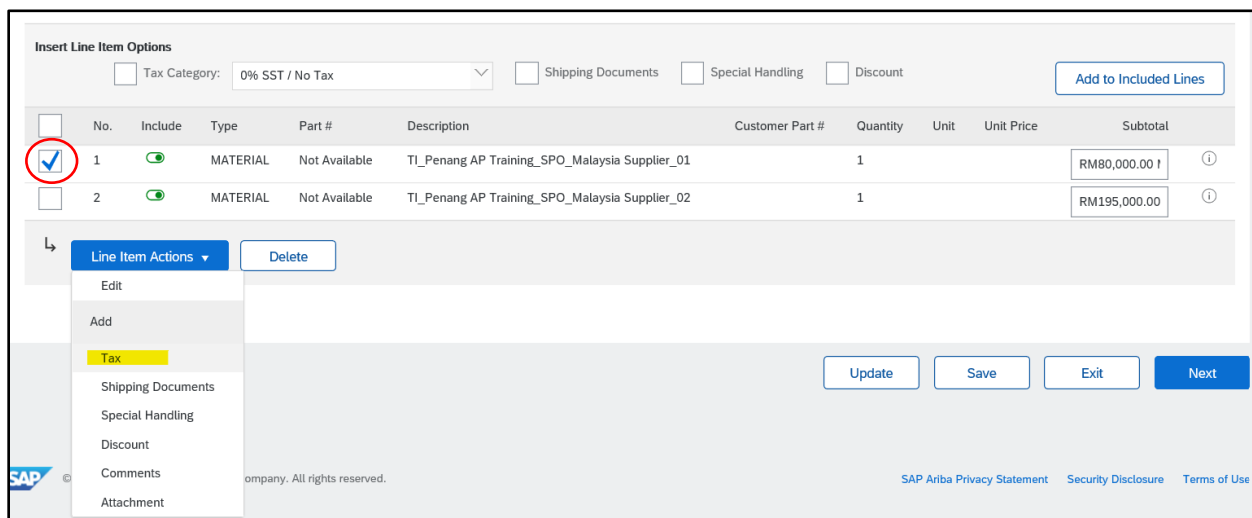 Insert Line Item Options
Tax Category: 0% SST / No Tax Shipping Documents Special Handling Discount Add to Included Lines
No. Include Type Part # Description Customer Part # Quantity Unit Unit Price Subtotal
1 MATERIAL Not Available TI_Penang AP Training_SPO_Malaysia Supplier_01 1 RM80,000.00
2 MATERIAL Not Available TI_Penang AP Training_SPO_Malaysia Supplier_02 1 RM195,000.00
Line Item Actions Delete
Edit
Add
Tax
Update Save Exit Next
Shipping Documents
Special Handling
Discount
Comments
SAP © ompany. All rights reserved. SAP Ariba Privacy Statement Security Disclosure Terms of Use
Attachment